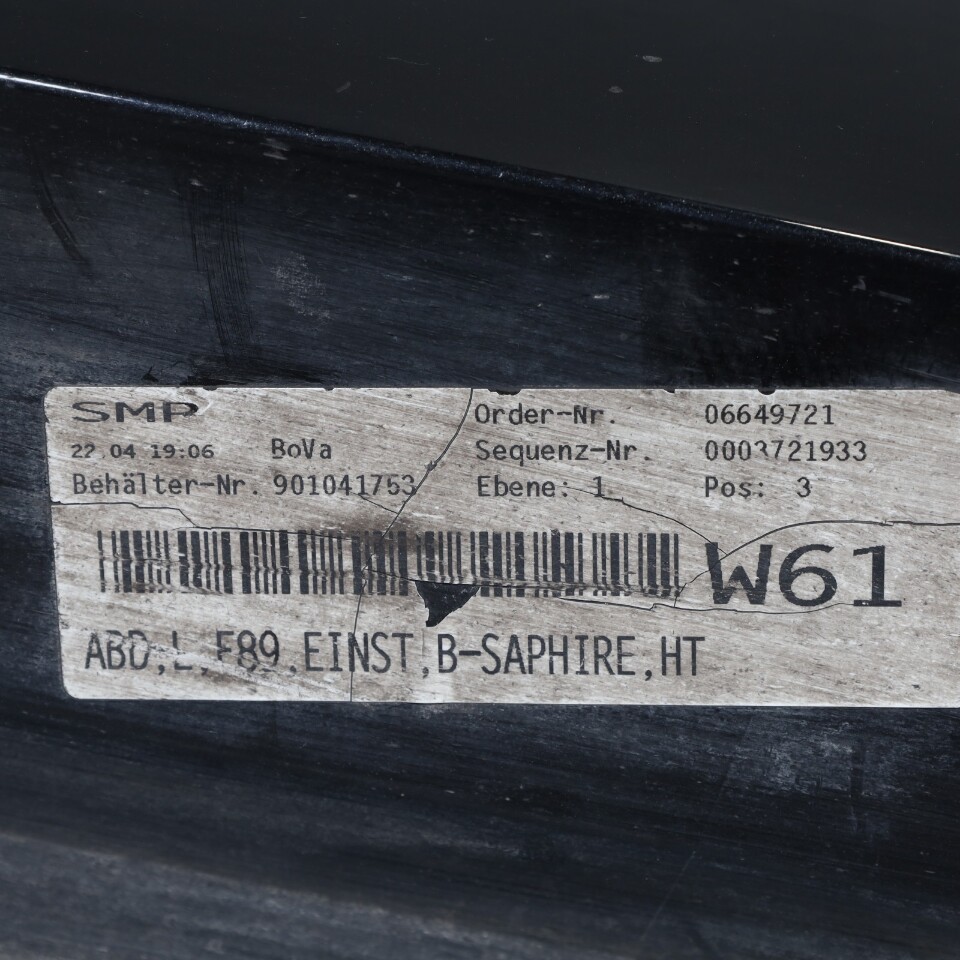 SMP Order-Nr. 06649721
22.04 19:06 BoVa Sequenz-Nr. 0003721933
Behälter-Nr. 901041753 Ebene: 1 Pos: 3
W61
ABD,L,E89,EINST,B-SAPHIRE,HT